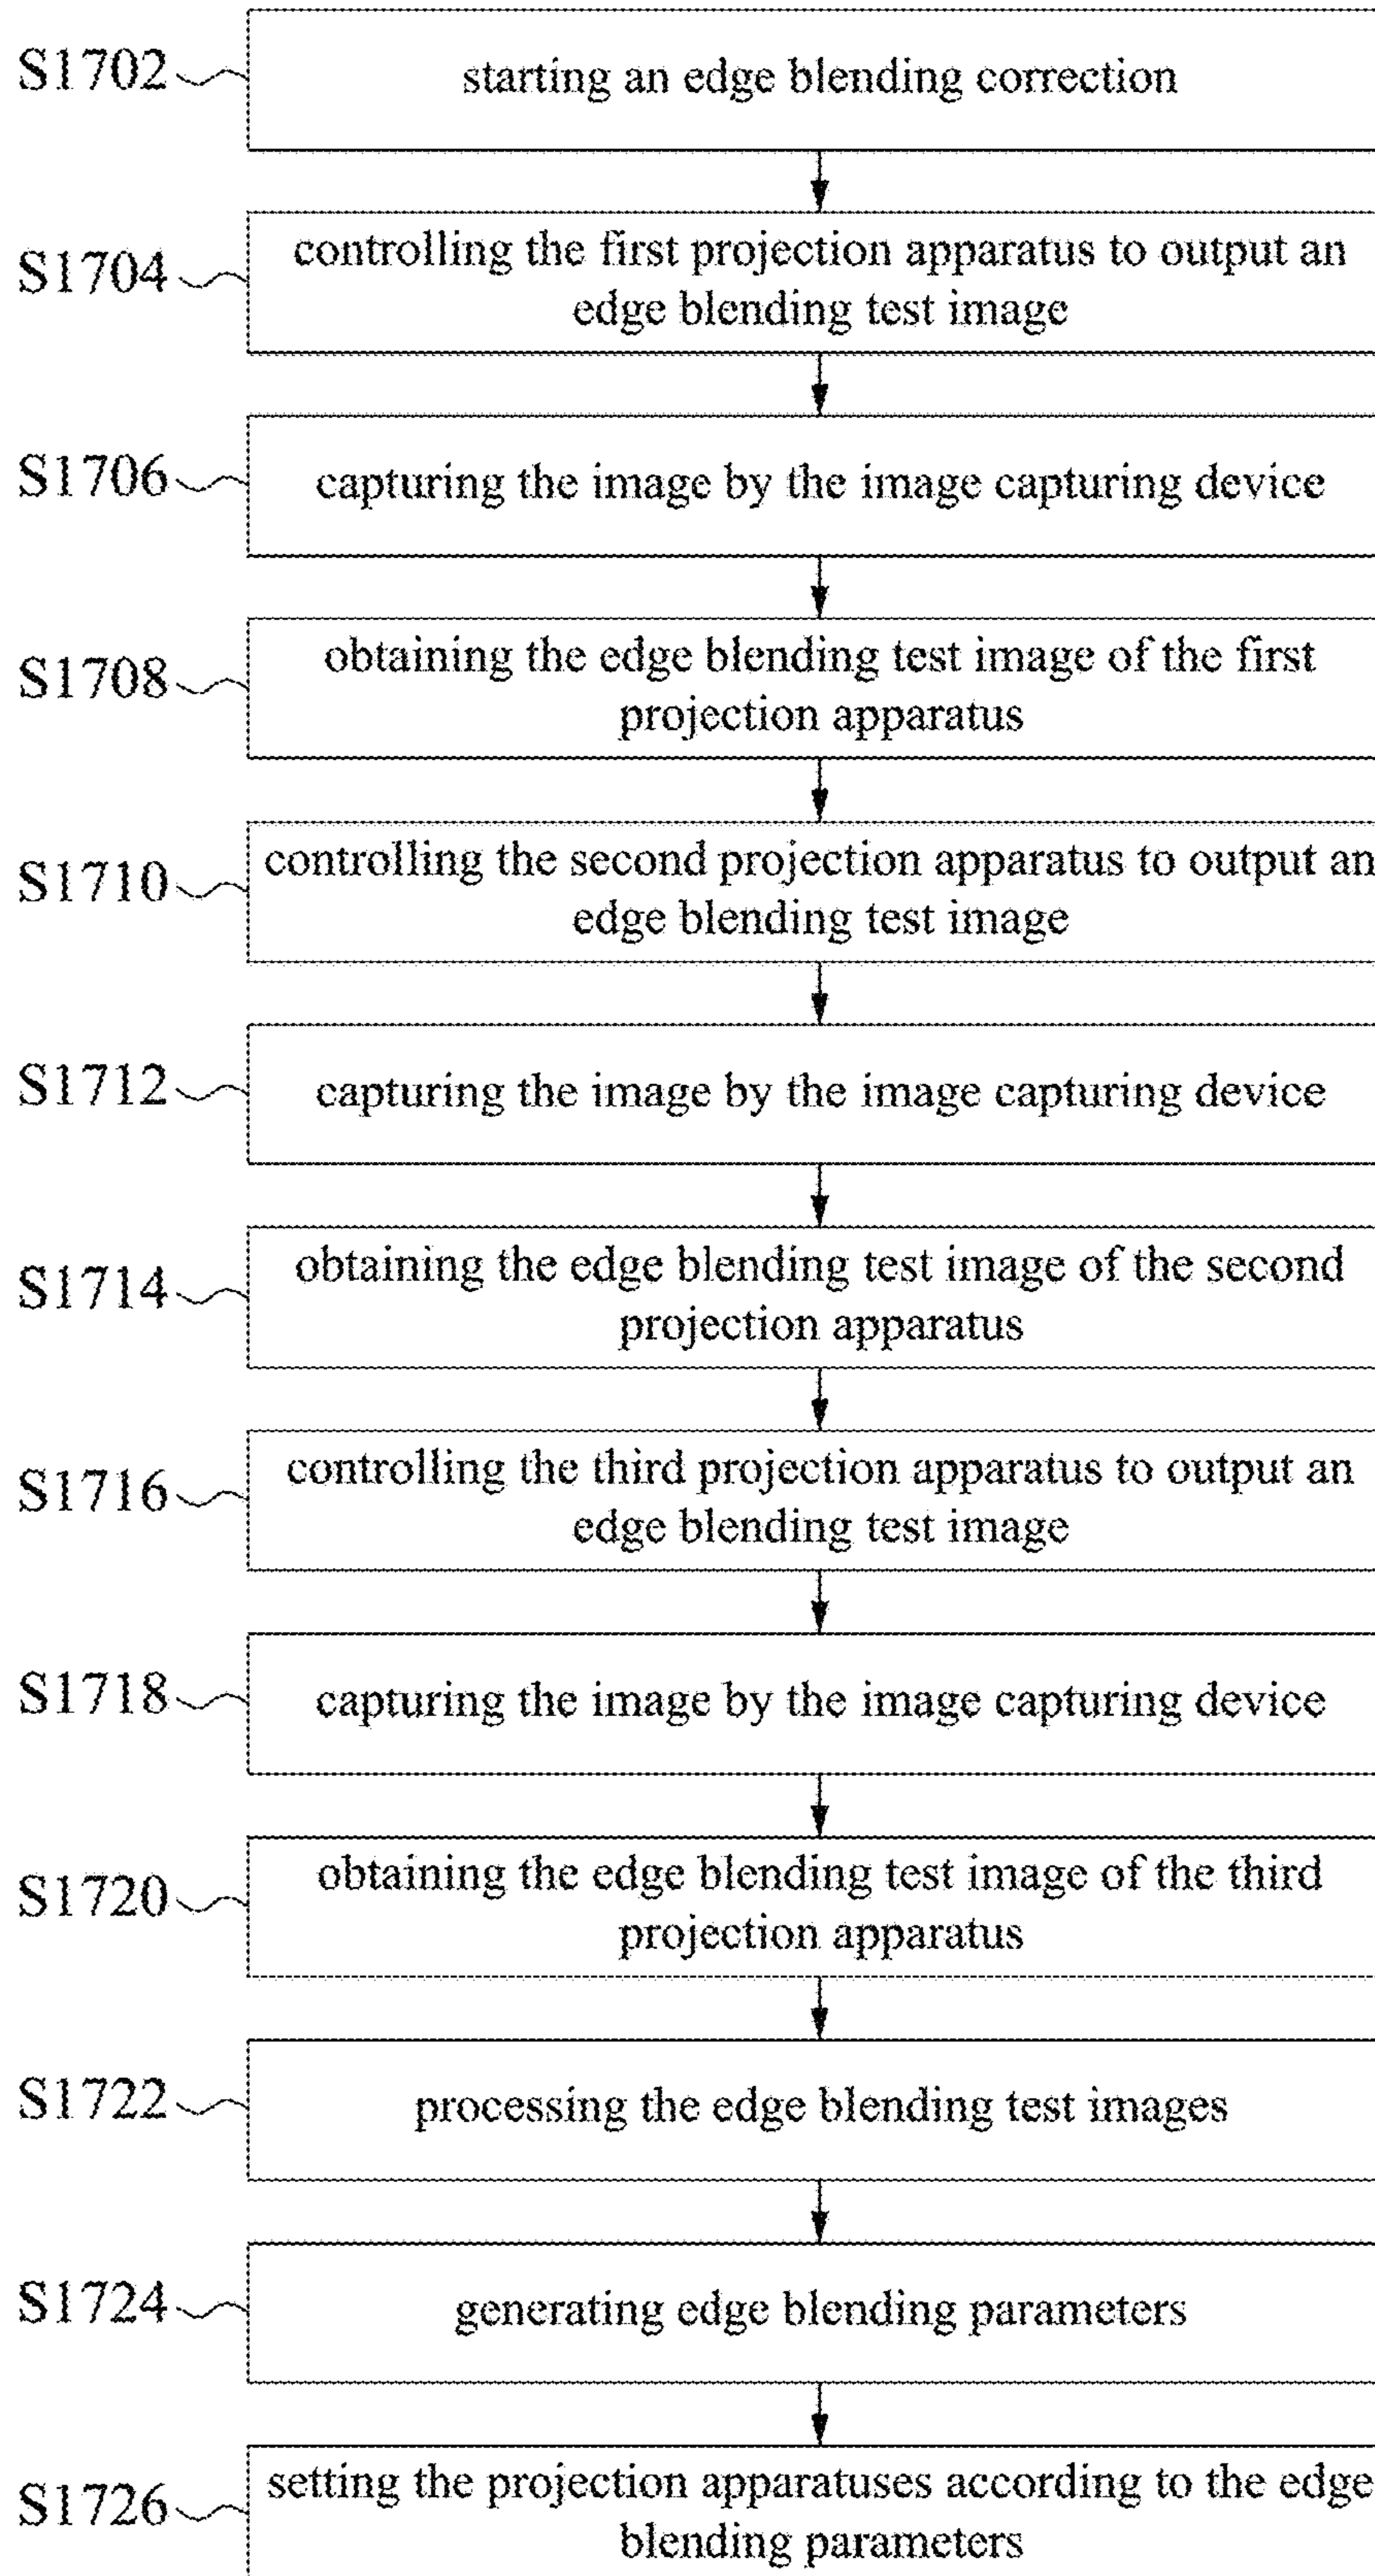 S1702
starting an edge blending correction
S1704
controlling the first projection apparatus to output an
edge blending test image
S1706
capturing the image by the image capturing device
S1708
obtaining the edge blending test image of the first
projection apparatus
S1710
controlling the second projection apparatus to output an
edge blending test image
S1712
capturing the image by the image capturing device
S1714
obtaining the edge blending test image of the second
projection apparatus
S1716
controlling the third projection apparatus to output an
edge blending test image
S1718
capturing the image by the image capturing device
S1720
obtaining the edge blending test image of the third
projection apparatus
S1722
processing the edge blending test images
S1724
generating edge blending parameters
S1726
setting the projection apparatuses according to the edge
blending parameters